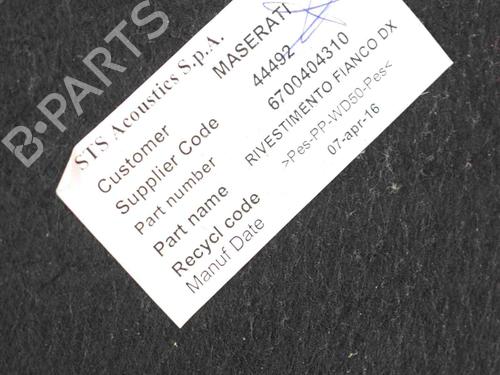 B-PARTS
STS Acoustics S.p.A.
Customer MASERATI
Supplier Code 44492
Part number 6700404310
Part name RIVESTIMENTO FIANCO DX
Recycl code >Pes-PP-WD50-Pes<
Manuf Date 07-apr-16